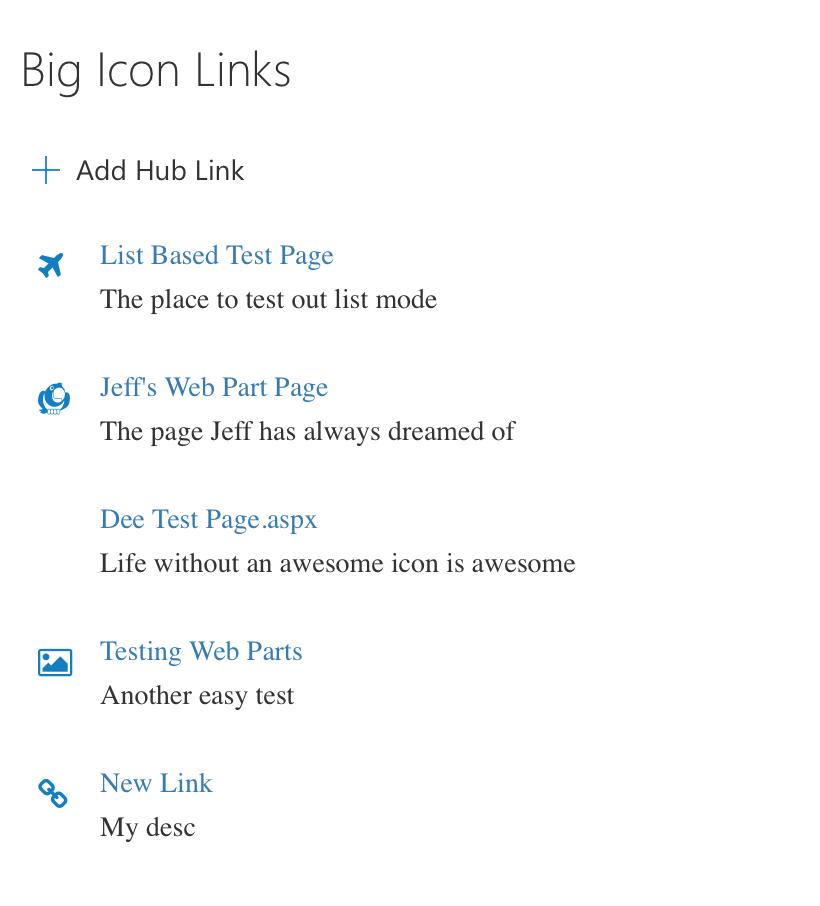 Big Icon Links
Add Hub Link
List Based Test Page
The place to test out list mode
Jeff's Web Part Page
The page Jeff has always dreamed of
Dee Test Page.aspx
Life without an awesome icon is awesome
Testing Web Parts
Another easy test
New Link
My desc